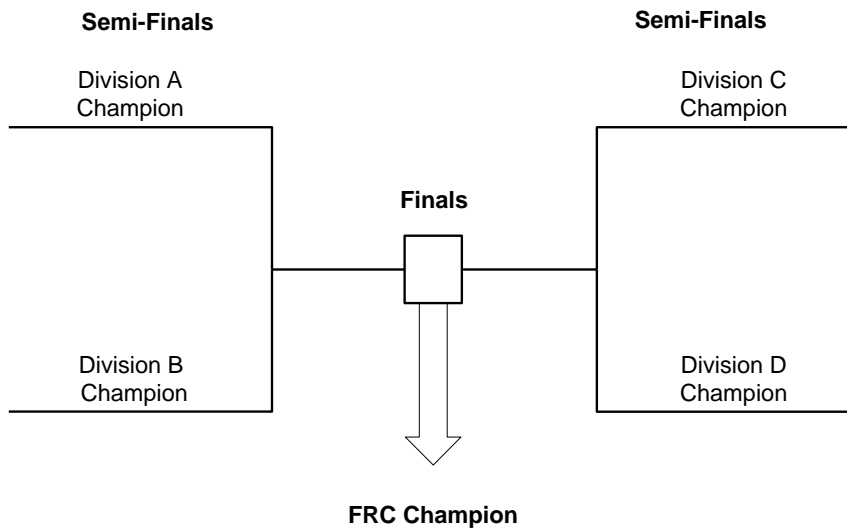 Semi-Finals
Semi-Finals
Division A
Champion
Division C
Champion
Finals
Division B
Champion
Division D
Champion
FRC Champion